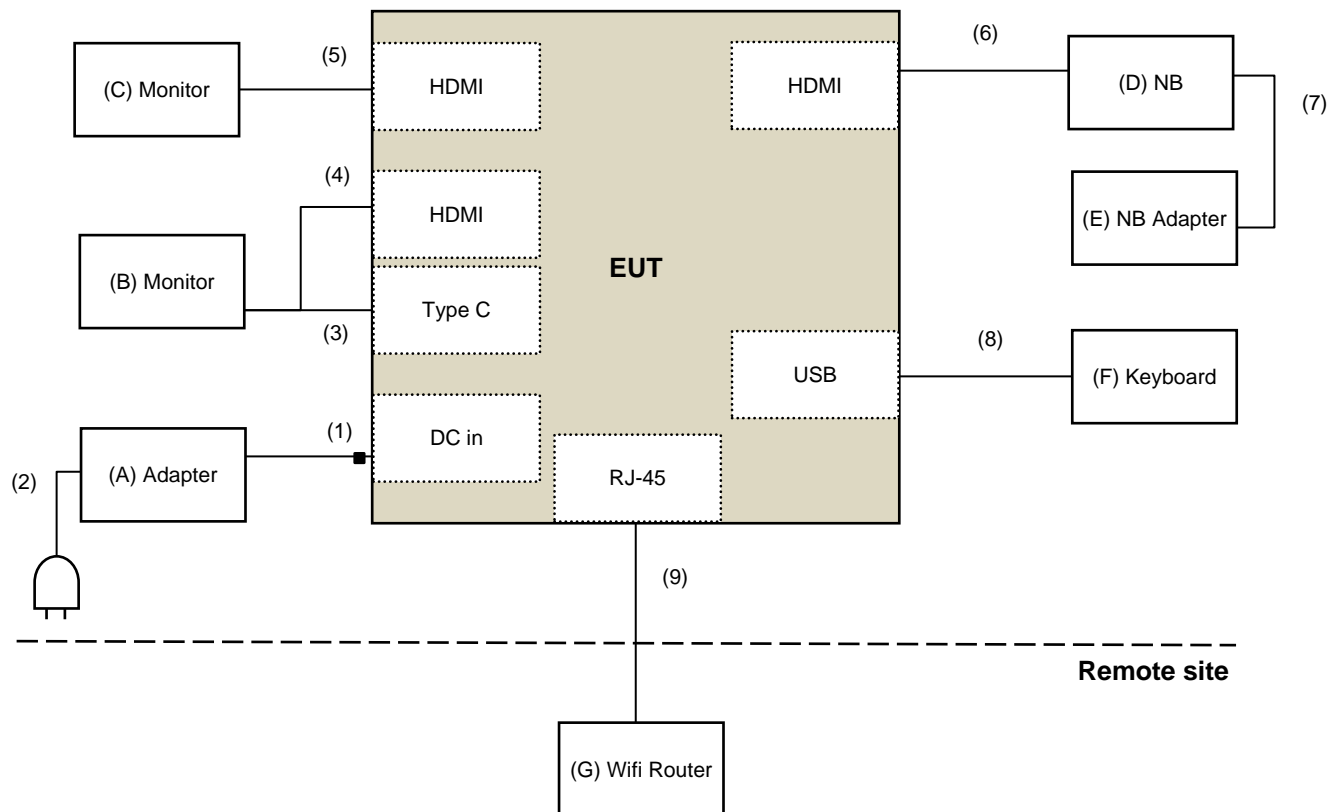 (5)
(6)
(C) Monitor
HDMI
HDMI
(D) NB
(7)
(4)
HDMI
(E) NB Adapter
EUT
(B) Monitor
Type C
(3)
(8)
USB
(F) Keyboard
(1)
DC in
(2)
(A) Adapter
RJ-45
(9)
Remote site
(G) Wifi Router